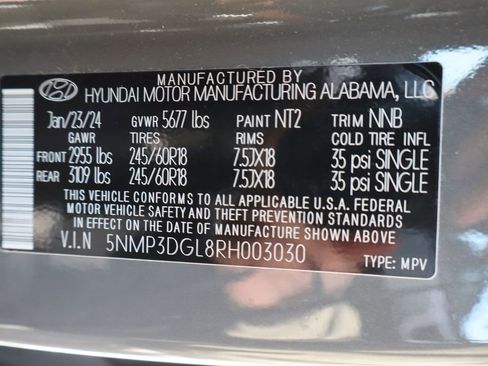 MANUFACTURED BY
HYUNDAI MOTOR MANUFACTURING ALABAMA, LLC
Jan/23/24 GVWR 5677 lbs PAINT NT2 TRIM NNB
GAWR TIRES RIMS COLD TIRE INFL
FRONT 2955 lbs 245/60R18 7.5JX18 35 psi SINGLE
REAR 3109 lbs 245/60R18 7.5JX18 35 psi SINGLE
THIS VEHICLE CONFORMS TO ALL APPLICABLE U.S.A. FEDERAL
MOTOR VEHICLE SAFETY AND THEFT PREVENTION STANDARDS
IN EFFECT ON THE DATE OF MANUFACTURE SHOWN ABOVE
V.I.N 5NMP3DGL8RH003030
TYPE: MPV